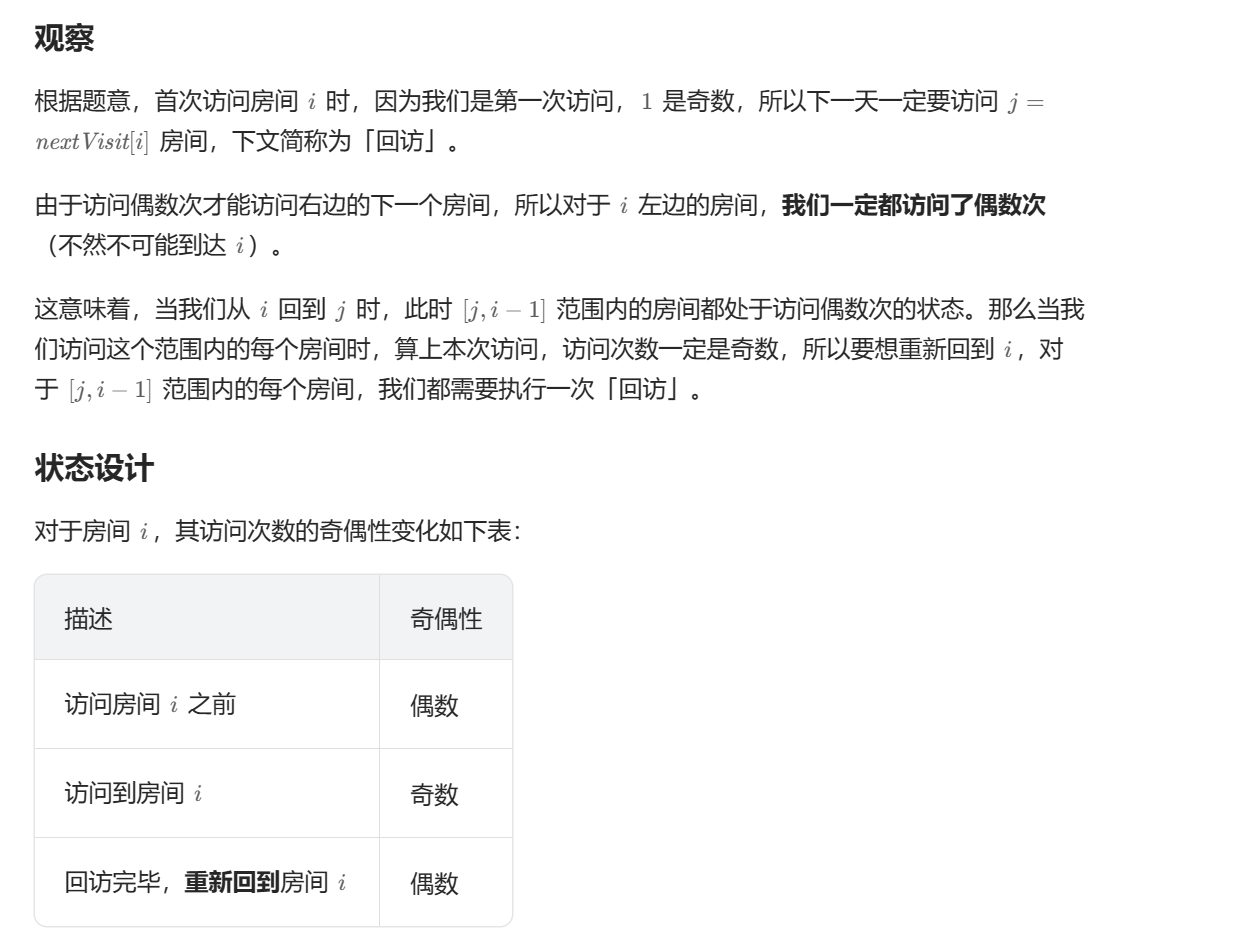 观察
根据题意，首次访问房间 i 时，因为我们是第一次访问，1 是奇数，所以下一天一定要访问 j =
nextVisit[i] 房间，下文简称为「回访」。
由于访问偶数次才能访问右边的下一个房间，所以对于 i 左边的房间，我们一定都访问了偶数次
（不然不可能到达 i）。
这意味着，当我们从 i 回到 j 时，此时 [j, i − 1] 范围内的房间都处于访问偶数次的状态。那么当我
们访问这个范围内的每个房间时，算上本次访问，访问次数一定是奇数，所以要想重新回到 i，对
于 [j, i − 1] 范围内的每个房间，我们都需要执行一次「回访」。
状态设计
对于房间 i，其访问次数的奇偶性变化如下表：
描述 奇偶性
访问房间 i 之前 偶数
访问到房间 i 奇数
回访完毕，重新回到房间 i 偶数